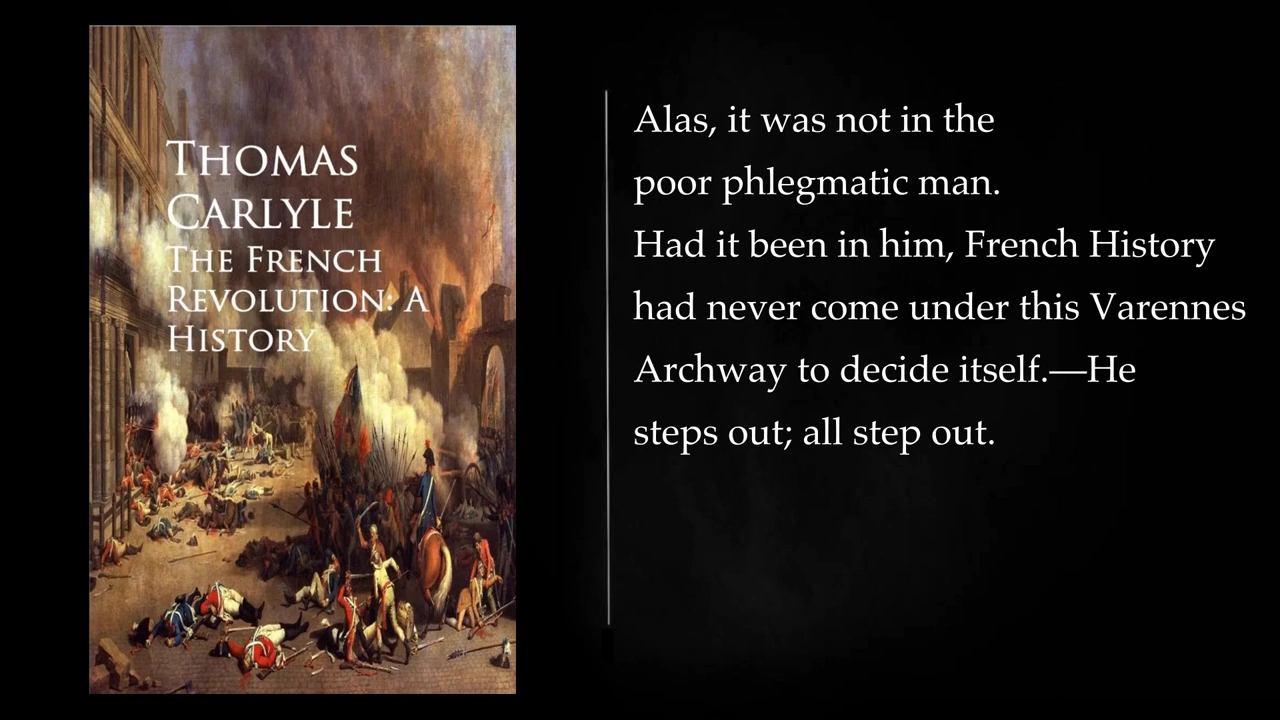 THOMAS
CARLYLE
THE FRENCH
REVOLUTION: A
HISTORY
Alas, it was not in the
poor phlegmatic man.
Had it been in him, French History
had never come under this Varennes
Archway to decide itself.—He
steps out; all step out.